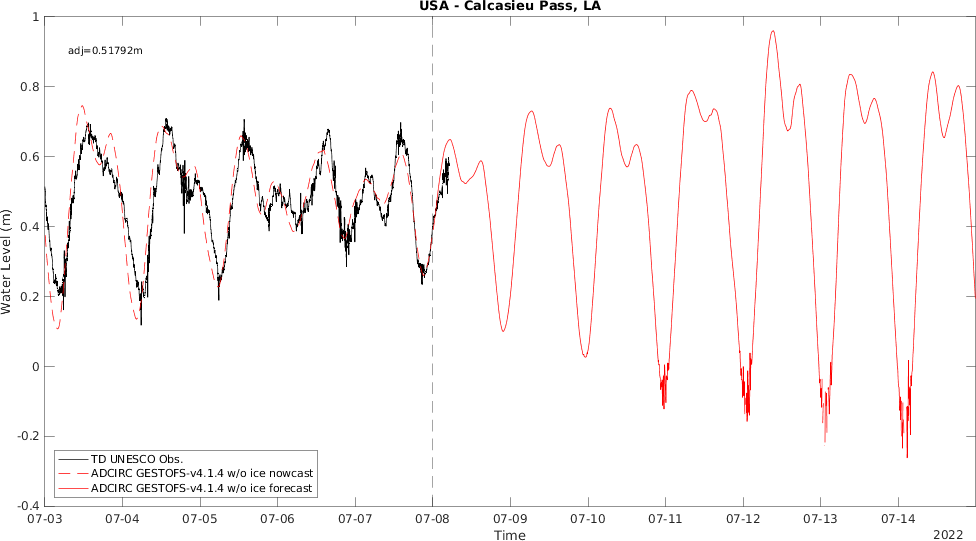 USA - Calcasieu Pass, LA
adj=0.51792m
Water Level (m)
1
0.8
0.6
0.4
0.2
0
-0.2
-0.4
TD UNESCO Obs.
ADCIRC GESTOFS-v4.1.4 w/o ice nowcast
ADCIRC GESTOFS-v4.1.4 w/o ice forecast
07-03 07-04 07-05 07-06 07-07 07-08 07-09 07-10 07-11 07-12 07-13 07-14
Time
2022